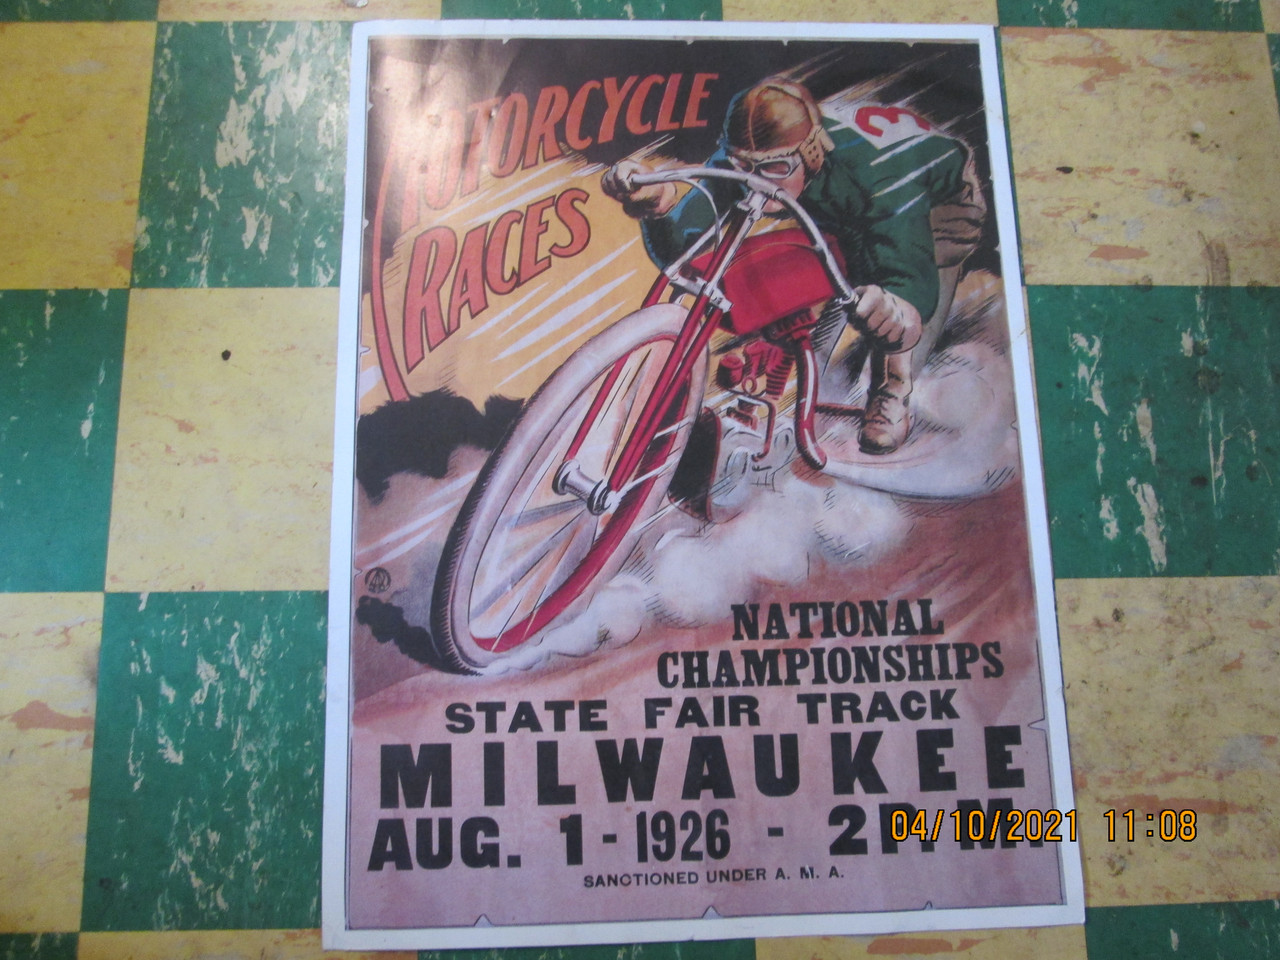 MOTORCYCLE
RACES
3
NATIONAL
CHAMPIONSHIPS
STATE FAIR TRACK
MILWAUKEE
AUG. 1 - 1926 - 2 P. M.
SANCTIONED UNDER A. M. A.
04/10/2021 11:08